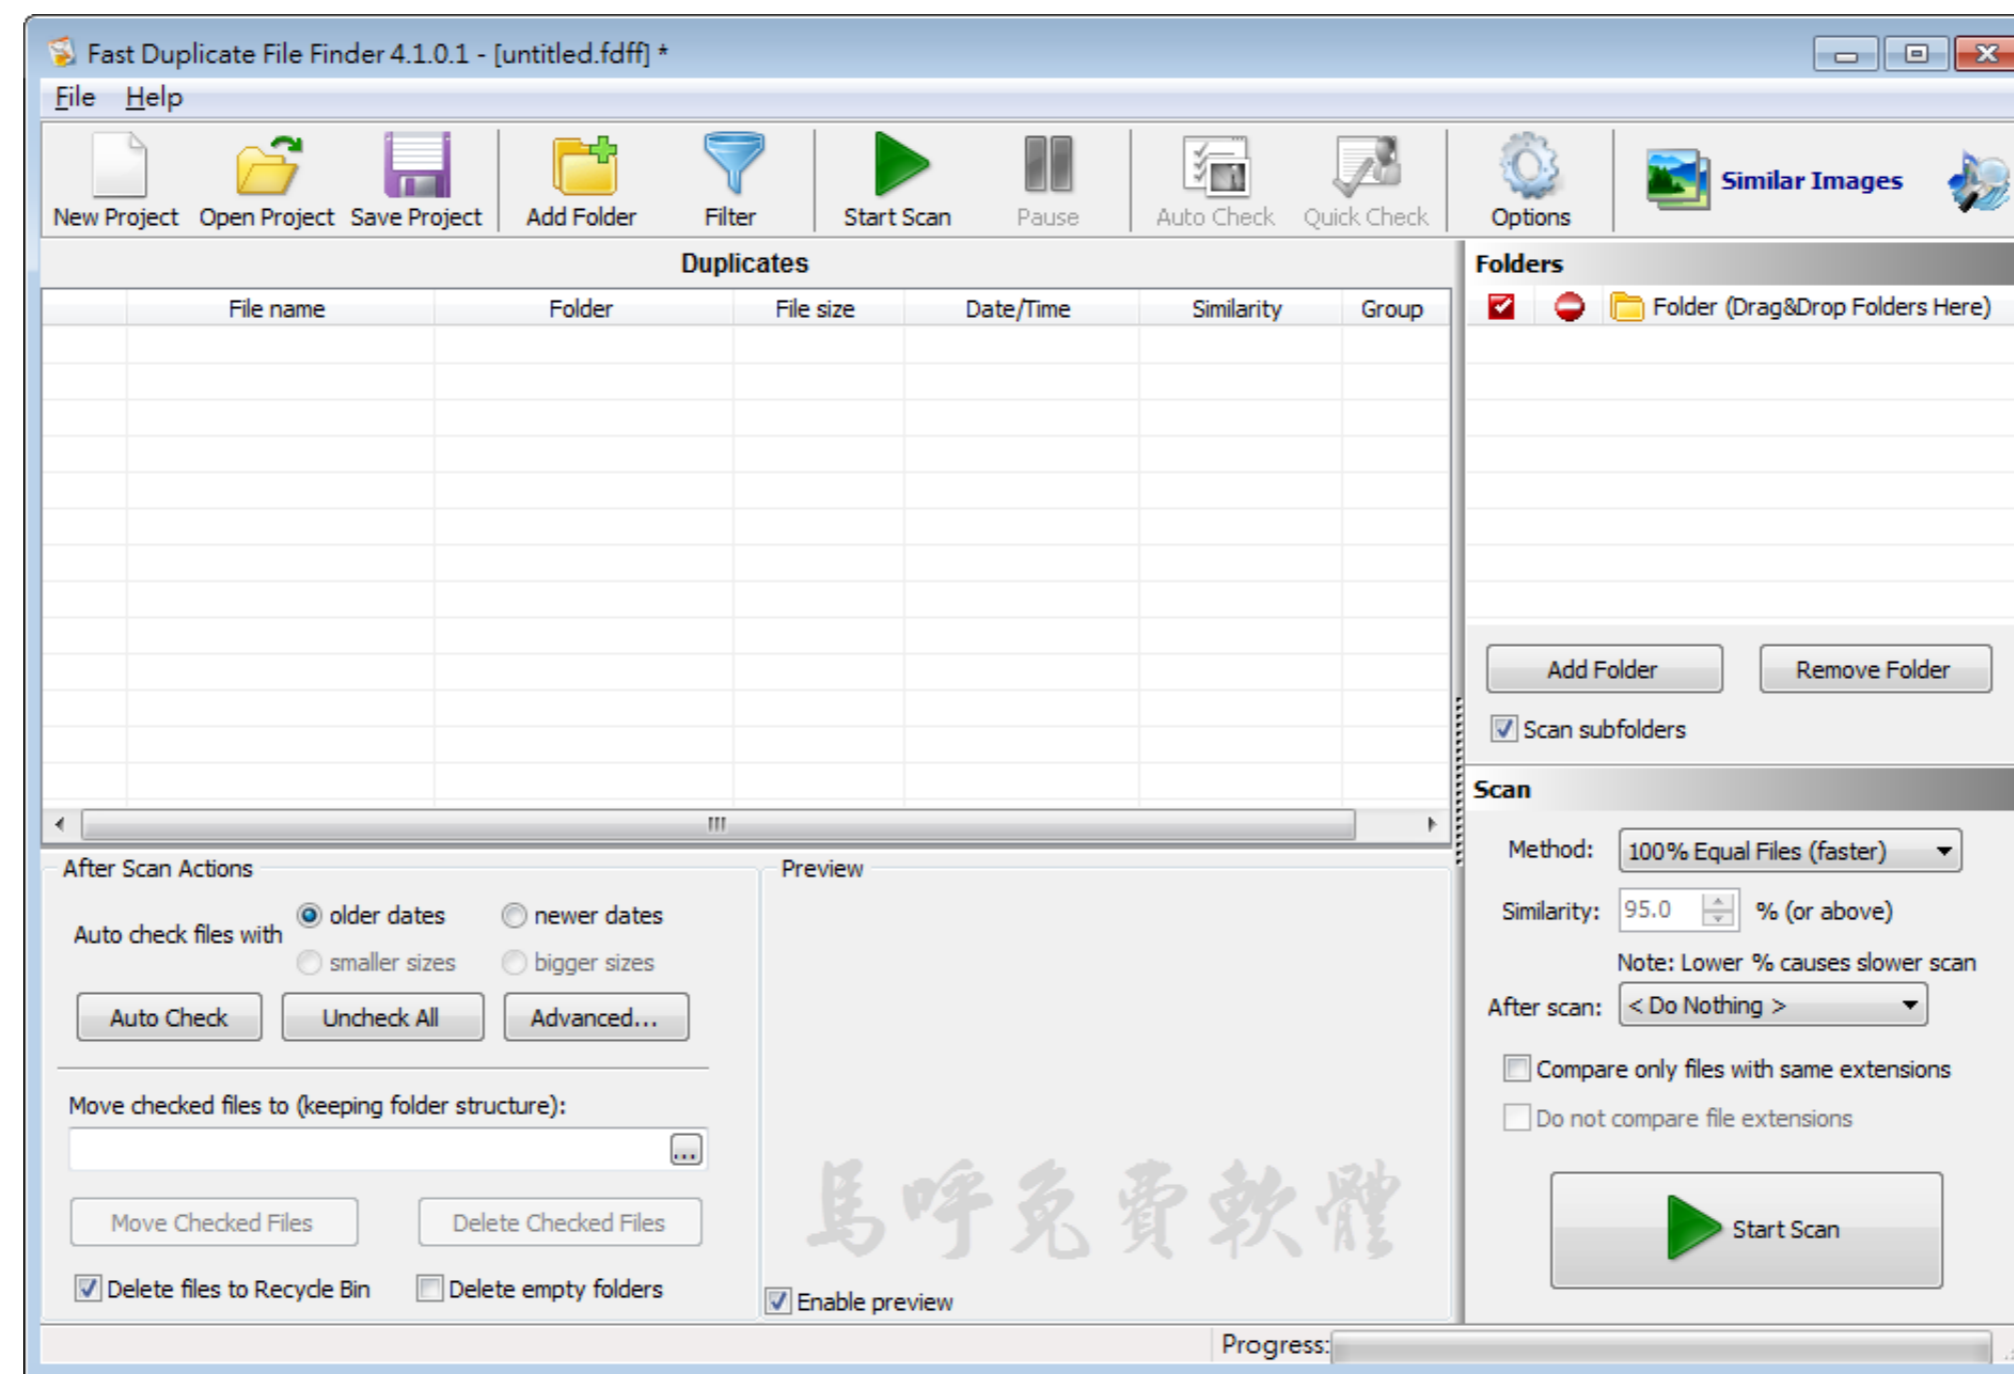 Fast Duplicate File Finder 4.1.0.1 - [untitled.fdff] *
File Help
New Project Open Project Save Project Add Folder Filter Start Scan Pause Auto Check Quick Check Options Similar Images
Duplicates
File name Folder File size Date/Time Similarity Group
Folders
Folder (Drag&Drop Folders Here)
Add Folder Remove Folder
Scan subfolders
Scan
Method: 100% Equal Files (faster)
Similarity: 95.0 % (or above)
Note: Lower % causes slower scan
After scan: < Do Nothing >
Compare only files with same extensions
Do not compare file extensions
Start Scan
After Scan Actions
Auto check files with
older dates newer dates
smaller sizes bigger sizes
Auto Check Uncheck All Advanced...
Move checked files to (keeping folder structure):
...
Move Checked Files Delete Checked Files
Delete files to Recycle Bin Delete empty folders
Preview
馬呼免費軟體
Enable preview
Progress: